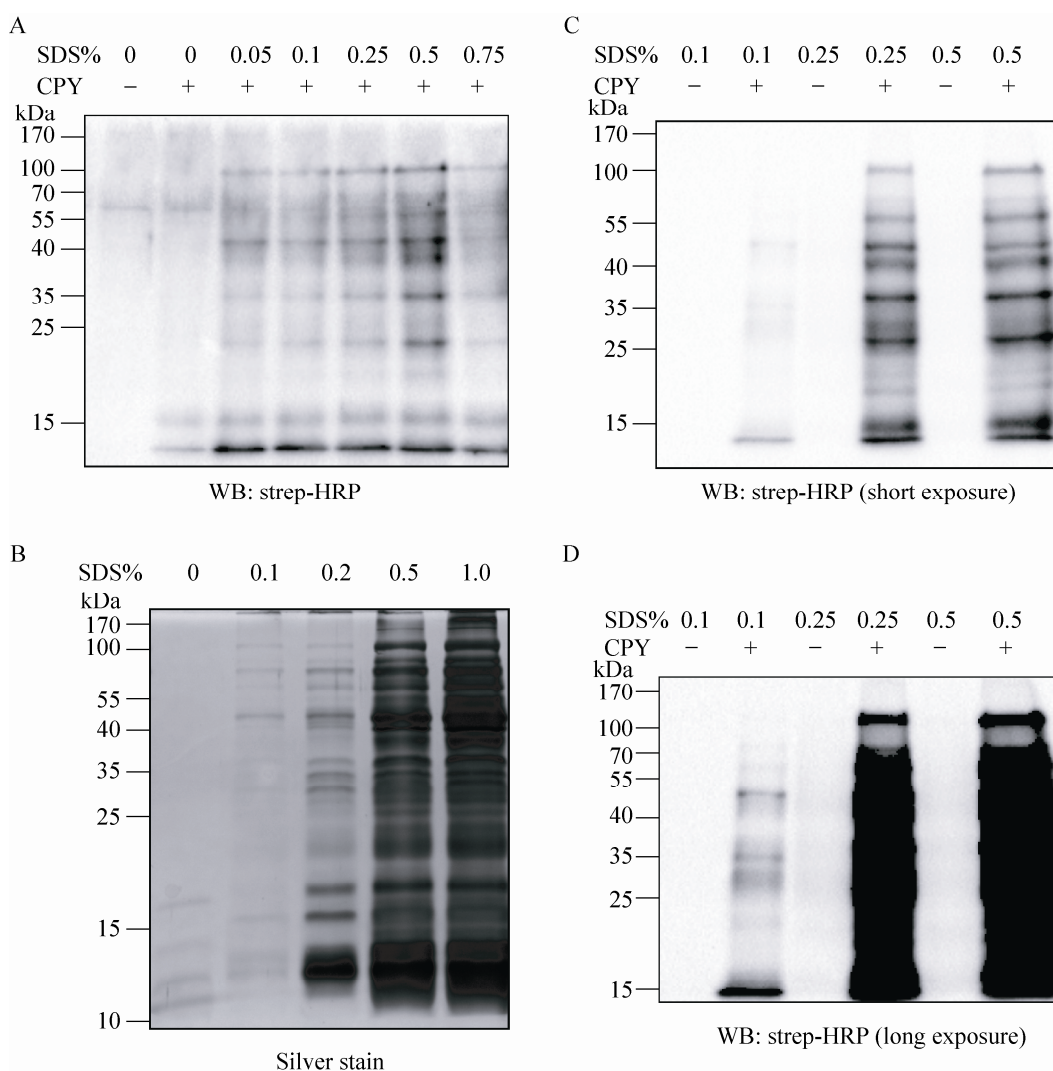 A
SDS% 0 0 0.05 0.1 0.25 0.5 0.75
CPY − + + + + + +
kDa
170
100
70
55
40
35
25
15
WB: strep-HRP
C
SDS% 0.1 0.1 0.25 0.25 0.5 0.5
CPY − + − + − +
kDa
170
100
55
40
35
25
15
WB: strep-HRP (short exposure)
B
SDS% 0 0.1 0.2 0.5 1.0
kDa
170
100
55
40
35
25
15
10
Silver stain
D
SDS% 0.1 0.1 0.25 0.25 0.5 0.5
CPY − + − + − +
kDa
170
100
70
55
40
35
25
15
WB: strep-HRP (long exposure)